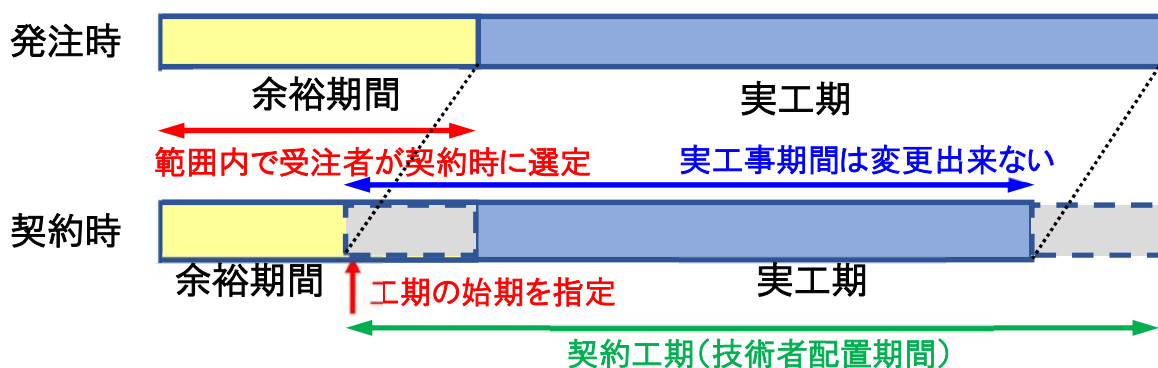 発注時
余裕期間
実工期
範囲内で受注者が契約時に選定
実工事期間は変更出来ない
契約時
余裕期間
工期の始期を指定
実工期
契約工期(技術者配置期間)